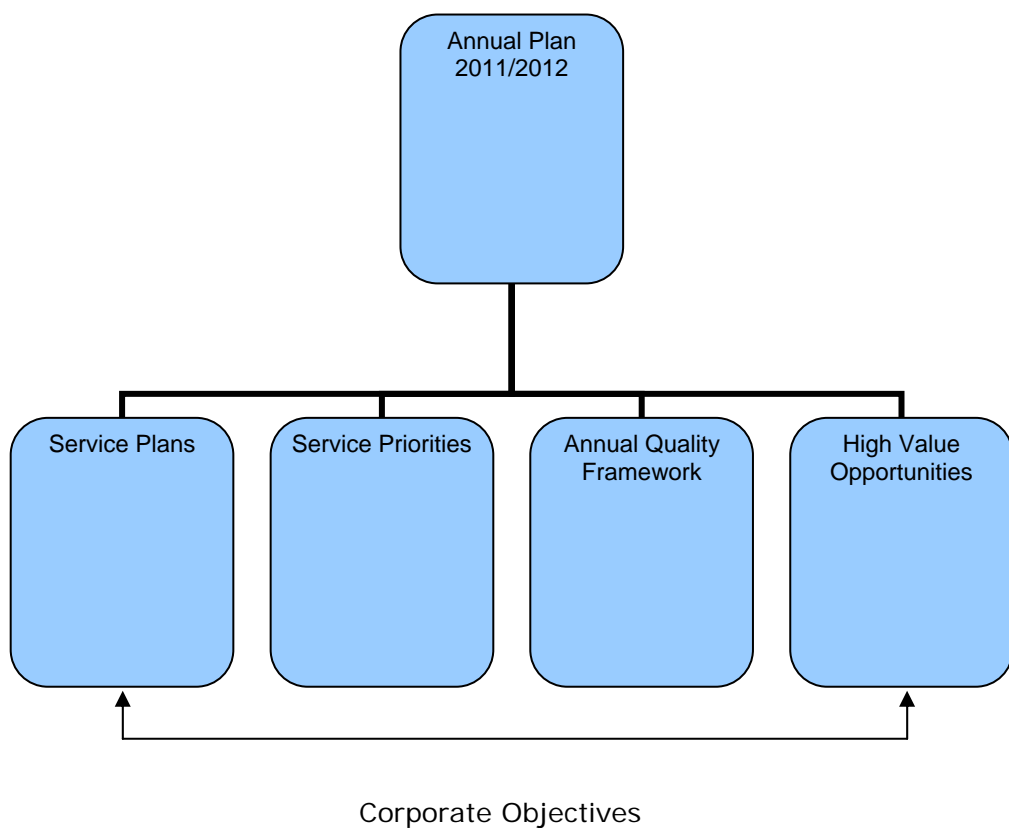 Annual Plan
2011/2012
Service Plans
Service Priorities
Annual Quality
Framework
High Value
Opportunities
Corporate Objectives